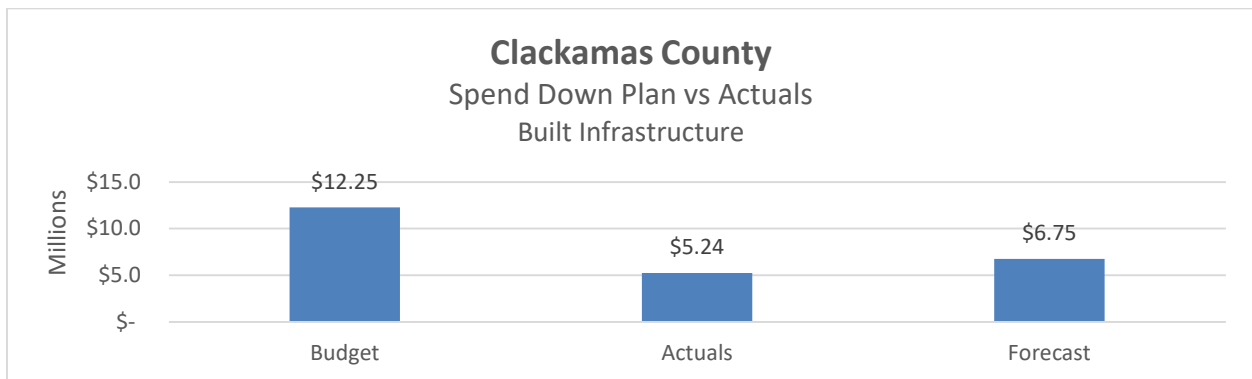 Clackamas County
Spend Down Plan vs Actuals
Built Infrastructure
Millions
$15.0
$10.0
$5.0
$-
$12.25
$5.24
$6.75
Budget
Actuals
Forecast